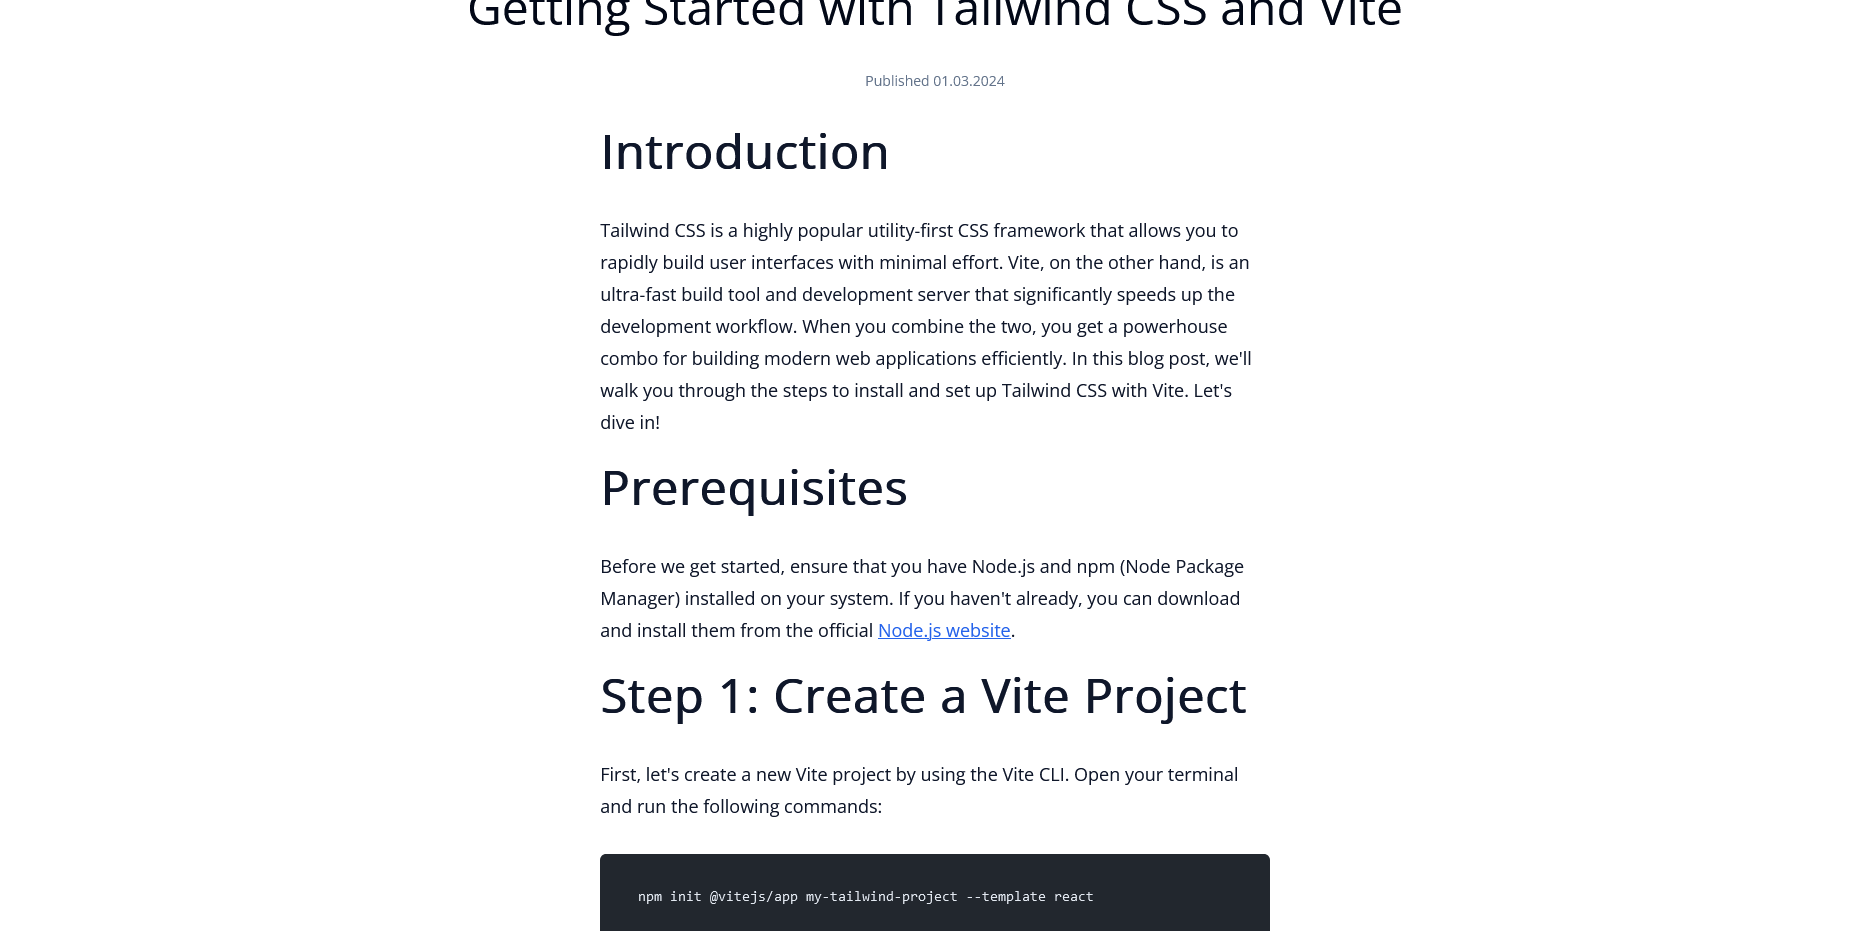 Getting Started with Tailwind CSS and Vite
Published 01.03.2024
Introduction
Tailwind CSS is a highly popular utility-first CSS framework that allows you to
rapidly build user interfaces with minimal effort. Vite, on the other hand, is an
ultra-fast build tool and development server that significantly speeds up the
development workflow. When you combine the two, you get a powerhouse
combo for building modern web applications efficiently. In this blog post, we'll
walk you through the steps to install and set up Tailwind CSS with Vite. Let's
dive in!
Prerequisites
Before we get started, ensure that you have Node.js and npm (Node Package
Manager) installed on your system. If you haven't already, you can download
and install them from the official Node.js website.
Step 1: Create a Vite Project
First, let's create a new Vite project by using the Vite CLI. Open your terminal
and run the following commands:
npm init @vitejs/app my-tailwind-project --template react